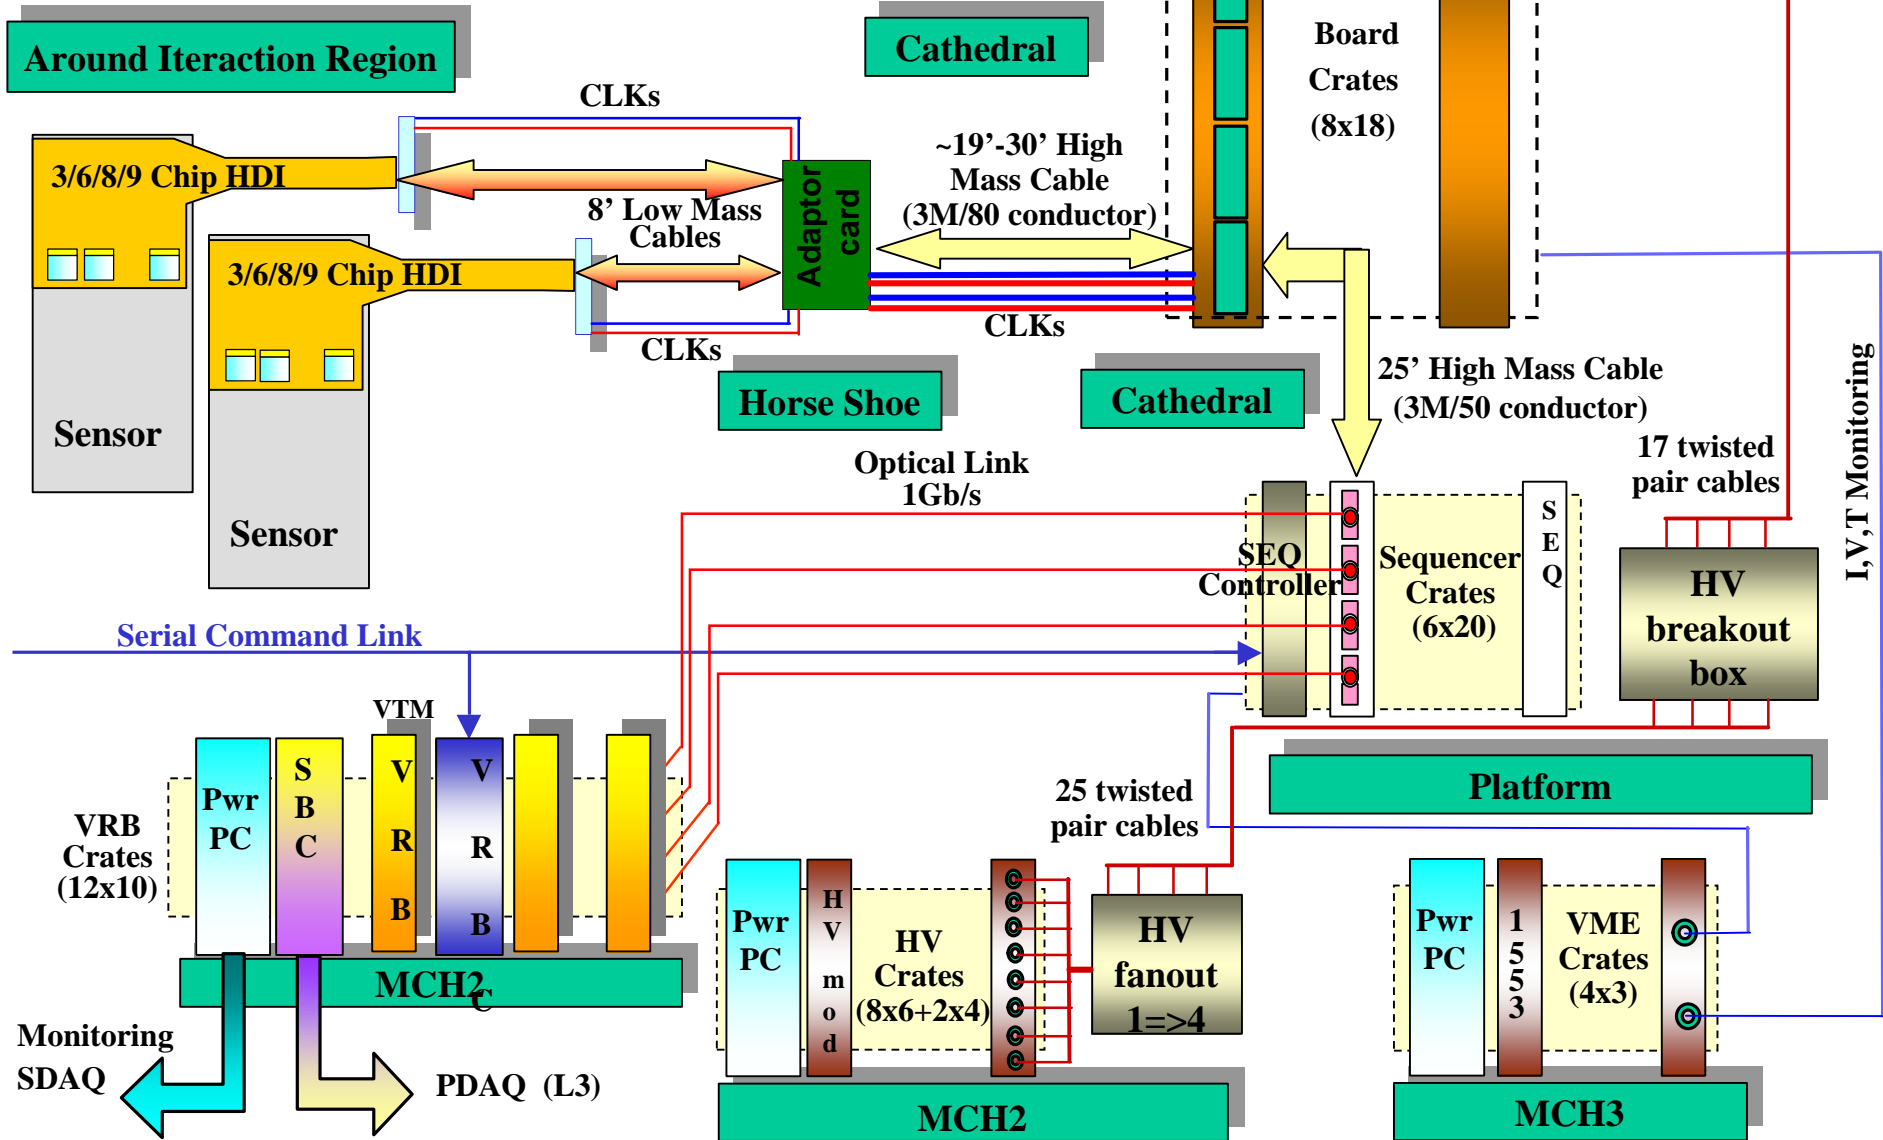 Around Iteraction Region
Cathedral
Board
Crates
(8x18)
CLKs
3/6/8/9 Chip HDI
8’ Low Mass
Cables
Adaptor
card
~19’-30’ High
Mass Cable
(3M/80 conductor)
3/6/8/9 Chip HDI
CLKs
CLKs
Sensor
Sensor
Horse Shoe
Cathedral
25’ High Mass Cable
(3M/50 conductor)
I,V,T Monitoring
Optical Link
1Gb/s
17 twisted
pair cables
SEQ
Controller
Sequencer
Crates
(6x20)
S
E
Q
HV
breakout
box
Serial Command Link
Platform
VTM
VRB
Crates
(12x10)
Pwr
PC
S
B
C
V
R
B
V
R
B
C
MCH2
Monitoring
SDAQ
PDAQ (L3)
25 twisted
pair cables
Pwr
PC
H
V
m
o
d
HV
Crates
(8x6+2x4)
HV
fanout
1=>4
MCH2
Pwr
PC
1
5
5
3
VME
Crates
(4x3)
MCH3